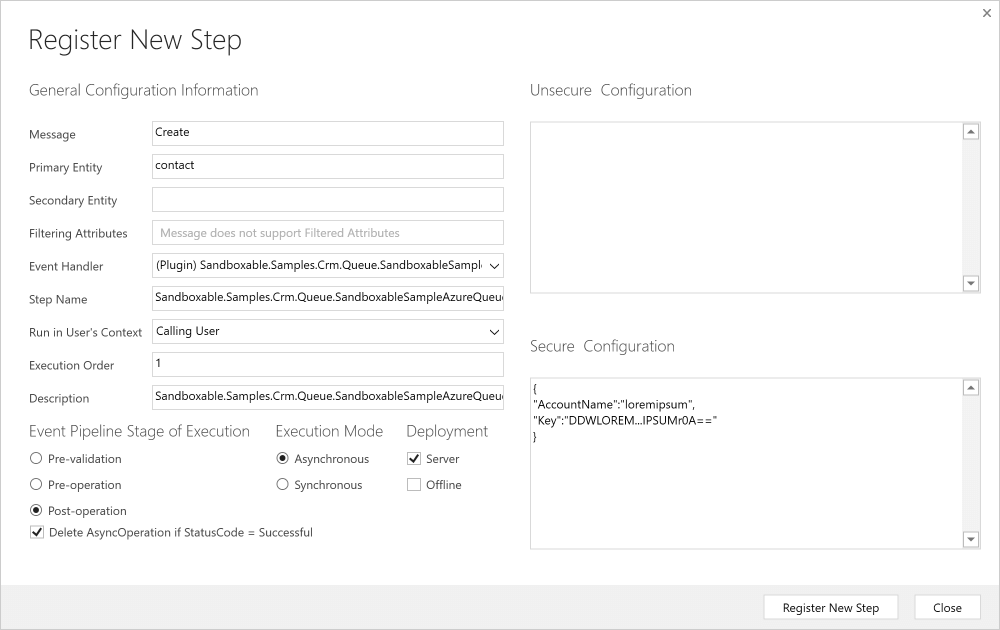 Register New Step
General Configuration Information
Message Create
Primary Entity contact
Secondary Entity
Filtering Attributes Message does not support Filtered Attributes
Event Handler (Plugin) Sandboxable.Samples.Crm.Queue.SandboxableSampl
Step Name Sandboxable.Samples.Crm.Queue.SandboxableSampleAzureQueu
Run in User's Context Calling User
Execution Order 1
Description Sandboxable.Samples.Crm.Queue.SandboxableSampleAzureQueu
Event Pipeline Stage of Execution
Pre-validation
Pre-operation
Post-operation
Delete AsyncOperation if StatusCode = Successful
Execution Mode
Asynchronous
Synchronous
Deployment
Server
Offline
Unsecure Configuration
Secure Configuration
{
"AccountName":"loremipsum",
"Key":"DDWLOREM...IPSUMr0A=="
}
Register New Step
Close